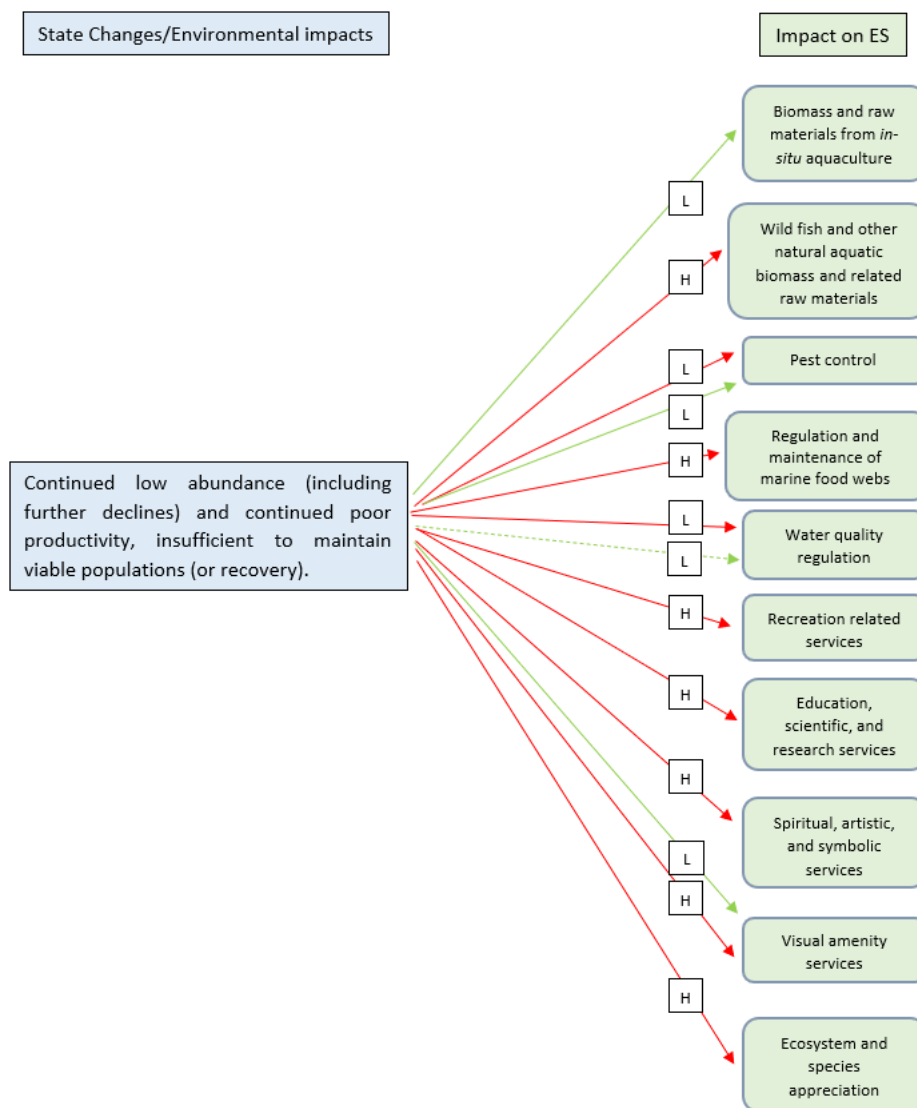 State Changes/Environmental impacts
Impact on ES
Biomass and raw
materials from in-
situ aquaculture
L
Wild fish and other
natural aquatic
biomass and related
raw materials
H
Pest control
L
L
Regulation and
maintenance of
marine food webs
H
Continued low abundance (including
further declines) and continued poor
productivity, insufficient to maintain
viable populations (or recovery).
L
Water quality
regulation
L
H
Recreation related
services
H
Education,
scientific, and
research services
H
Spiritual, artistic,
and symbolic
services
L
H
Visual amenity
services
H
Ecosystem and
species
appreciation